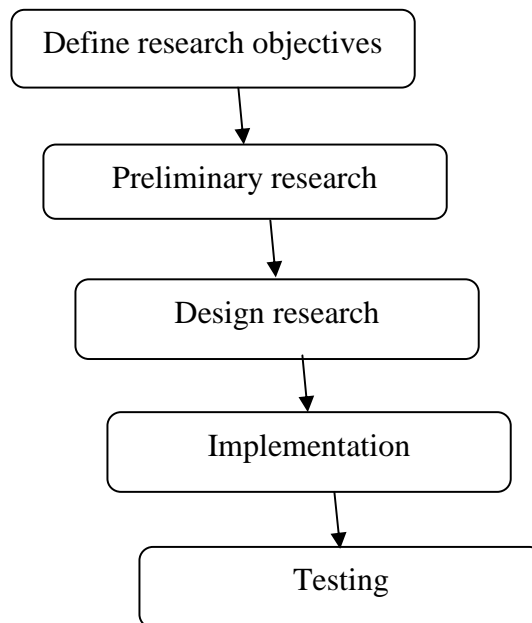 Define research objectives
Preliminary research
Design research
Implementation
Testing